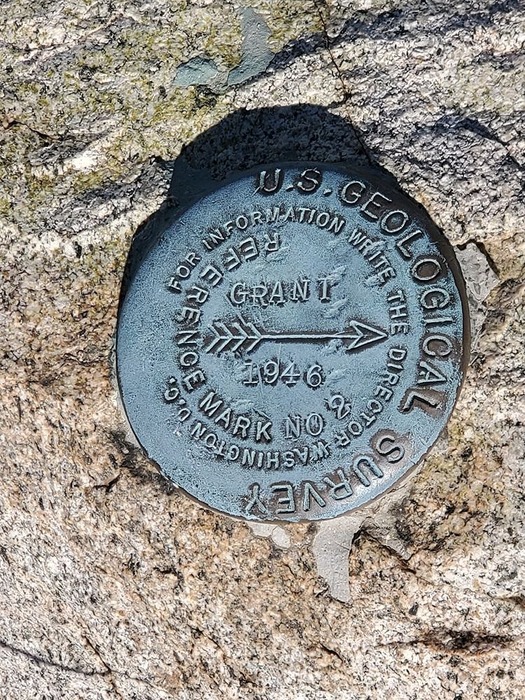 U.S. GEOLOGICAL SURVEY
FOR INFORMATION WRITE THE DIRECTOR·WASHINGTON D.C.
REFERENCE MARK NO 2
GRANT
1946